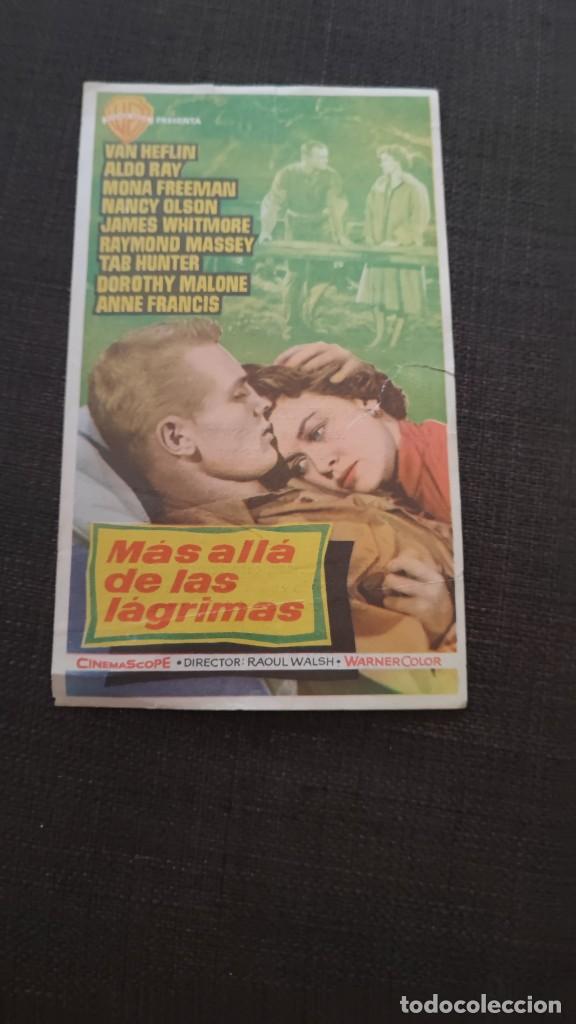 PRESENTA
VAN HEFLIN
ALDO RAY
MONA FREEMAN
NANCY OLSON
JAMES WHITMORE
RAYMOND MASSEY
TAB HUNTER
DOROTHY MALONE
ANNE FRANCIS
Más allá
de las
lágrimas
CINEMASCOPE • DIRECTOR: RAOUL WALSH • WARNERCOLOR
todocoleccion